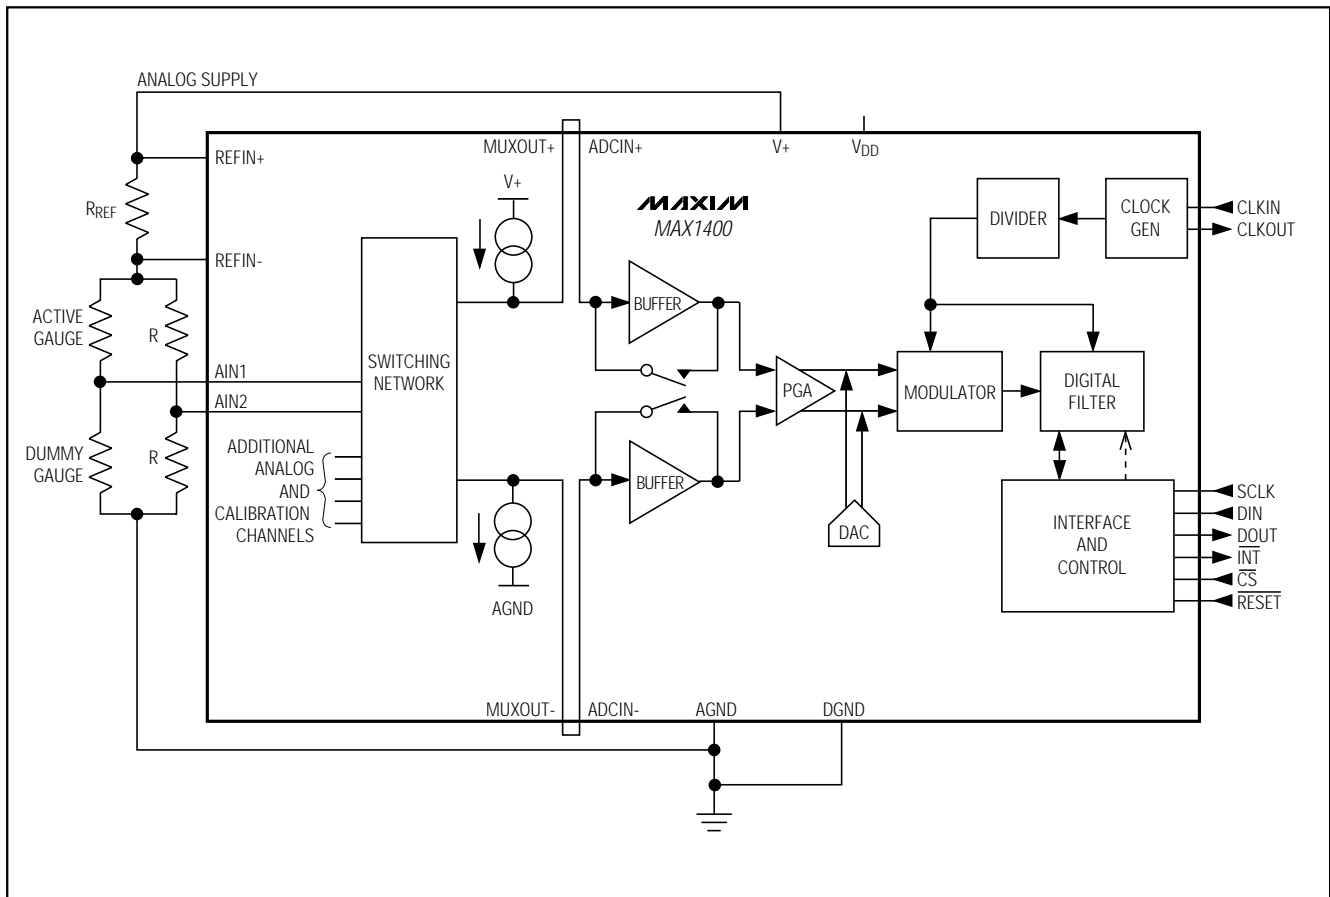 ANALOG SUPPLY
MUXOUT+ ADCIN+ V+ VDD
REFIN+
V+
MAXIM
MAX1400
RREF
REFIN-
DIVIDER
CLOCK
GEN
CLKIN
CLKOUT
ACTIVE
GAUGE
R
BUFFER
SWITCHING
NETWORK
AIN1
AIN2
PGA
MODULATOR
DIGITAL
FILTER
DUMMY
GAUGE
R
ADDITIONAL
ANALOG
AND
CALIBRATION
CHANNELS
BUFFER
DAC
INTERFACE
AND
CONTROL
SCLK
DIN
DOUT
INT
CS
RESET
AGND
MUXOUT- ADCIN- AGND DGND